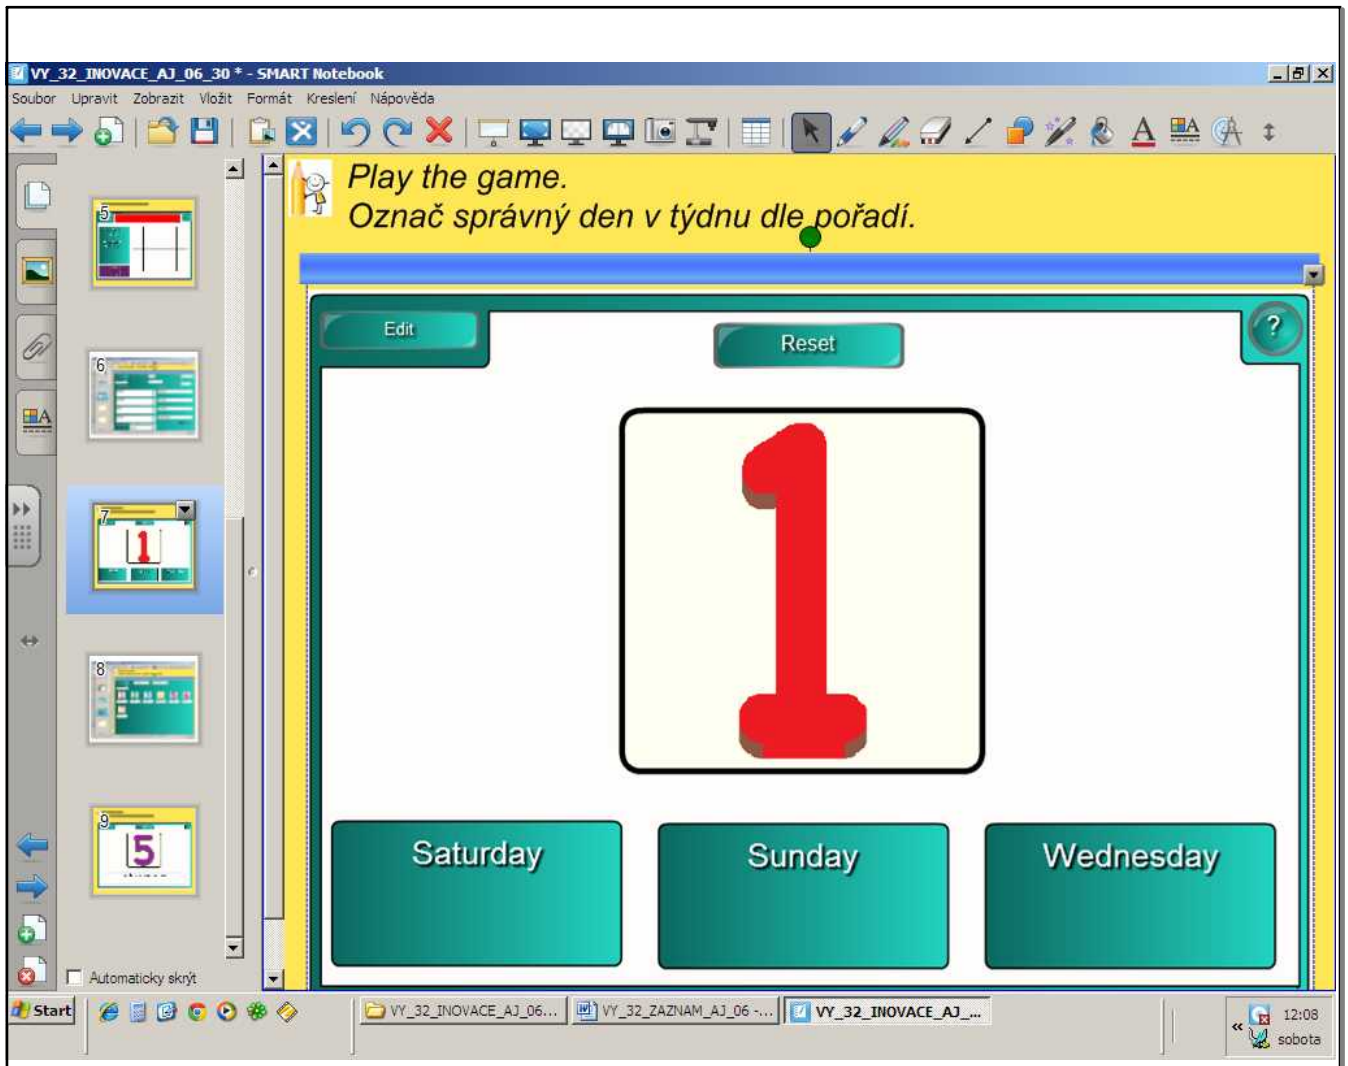 VY_32_INOVACE_AJ_06_30 * - SMART Notebook
Soubor Upravit Zobrazit Vložit Formát Kreslení Nápověda
Play the game.
Označ správný den v týdnu dle pořadí.
Edit
Reset
?
1
Saturday
Sunday
Wednesday
5
6
7
1
8
9
5
Automaticky skrýt
Start
VY_32_INOVACE_AJ_06...
VY_32_ZAZNAM_AJ_06 -...
VY_32_INOVACE_AJ_...
12:08
sobota